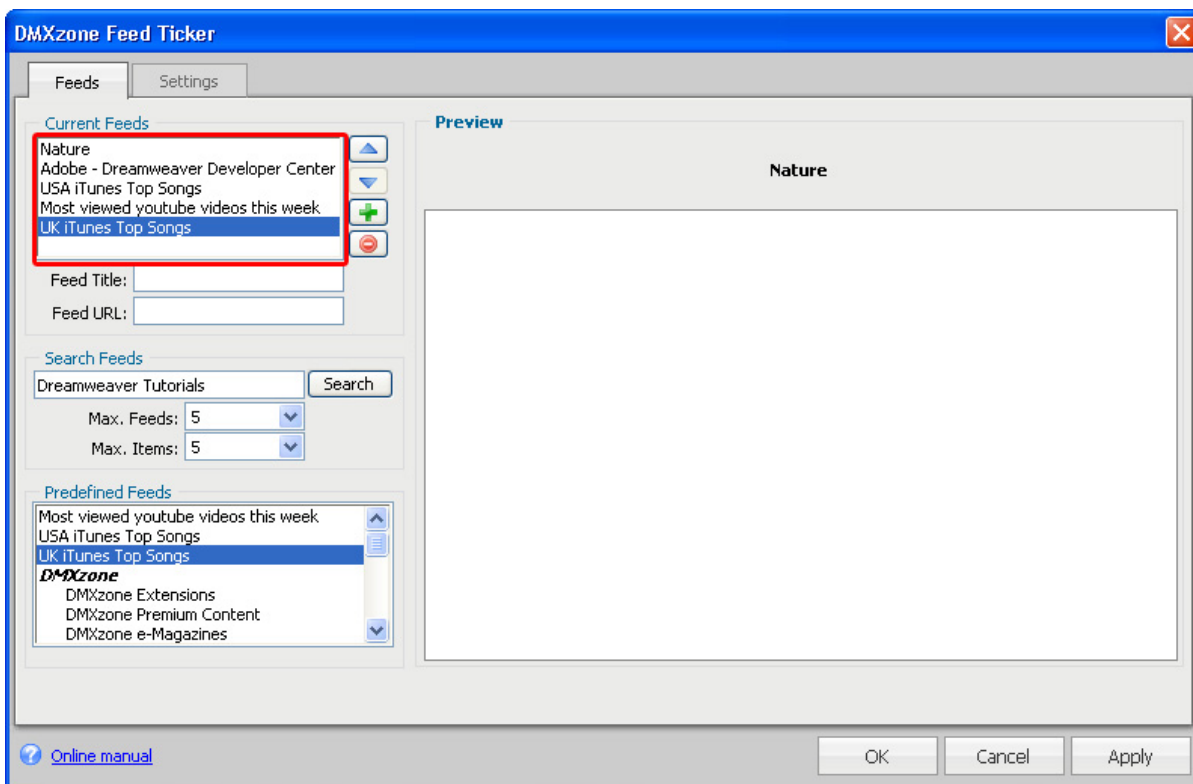 DMXzone Feed Ticker
Feeds
Settings
Current Feeds
Nature
Adobe - Dreamweaver Developer Center
USA iTunes Top Songs
Most viewed youtube videos this week
UK iTunes Top Songs
Feed Title:
Feed URL:
Search Feeds
Dreamweaver Tutorials
Search
Max. Feeds: 5
Max. Items: 5
Predefined Feeds
Most viewed youtube videos this week
USA iTunes Top Songs
UK iTunes Top Songs
DMXzone
DMXzone Extensions
DMXzone Premium Content
DMXzone e-Magazines
Preview
Nature
? Online manual
OK
Cancel
Apply